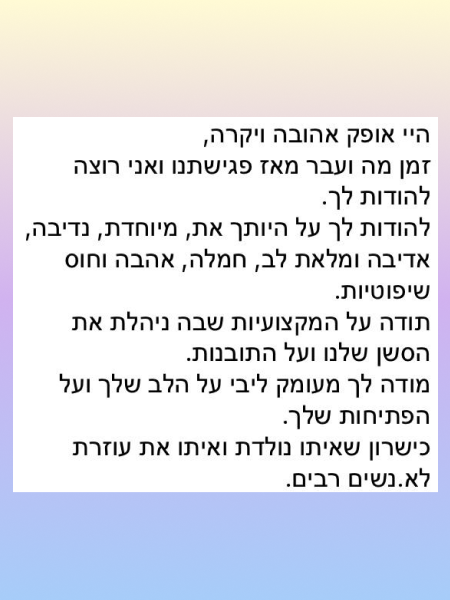 היי אופק אהובה ויקרה,
זמן מה ועבר מאז פגישתנו ואני רוצה
להודות לך.
להודות לך על היותך את, מיוחדת, נדיבה,
אדיבה ומלאת לב, חמלה, אהבה וחוס
שיפוטיות.
תודה על המקצועיות שבה ניהלת את
הסשן שלנו ועל התובנות.
מודה לך מעומק ליבי על הלב שלך ועל
הפתיחות שלך.
כישרון שאיתו נולדת ואיתו את עוזרת
לא.נשים רבים.